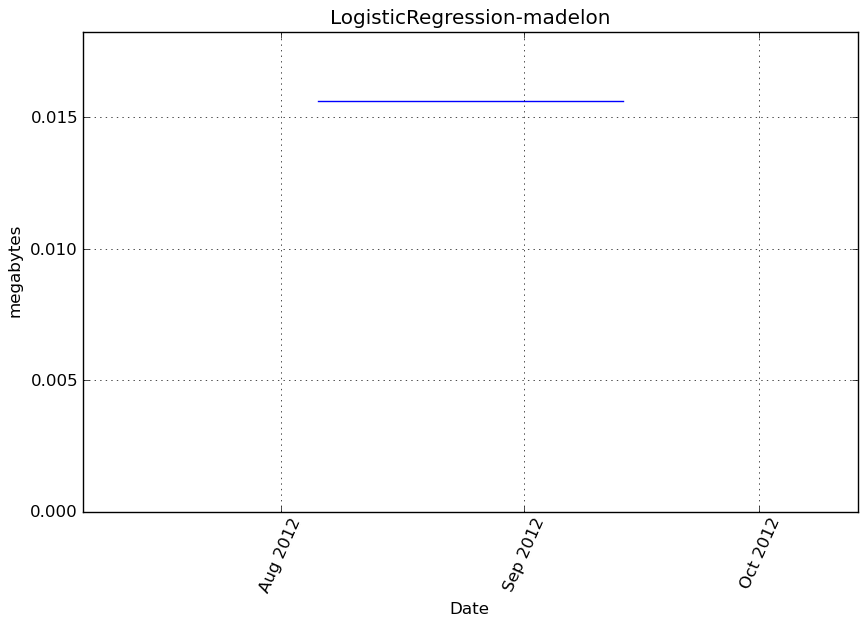 LogisticRegression-madelon
megabytes
0.015
0.010
0.005
0.000
Aug 2012
Sep 2012
Oct 2012
Date